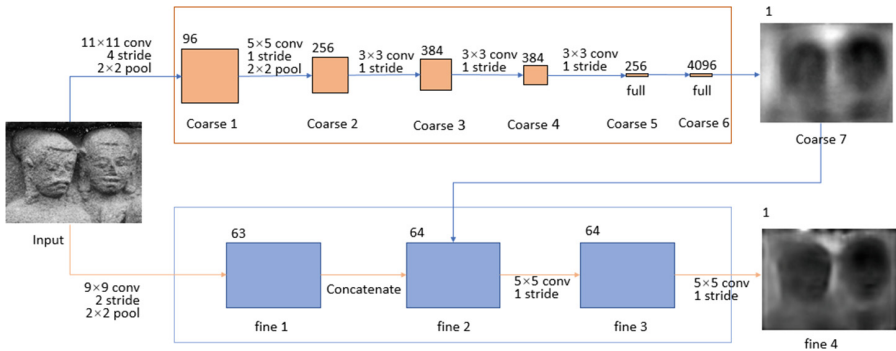 11×11 conv
4 stride
2×2 pool
96
Coarse 1
5×5 conv
1 stride
2×2 pool
256
Coarse 2
3×3 conv
1 stride
384
Coarse 3
3×3 conv
1 stride
384
Coarse 4
3×3 conv
1 stride
256
full
Coarse 5
4096
full
Coarse 6
1
Coarse 7
Input
9×9 conv
2 stride
2×2 pool
63
fine 1
Concatenate
64
fine 2
5×5 conv
1 stride
64
fine 3
5×5 conv
1 stride
1
fine 4